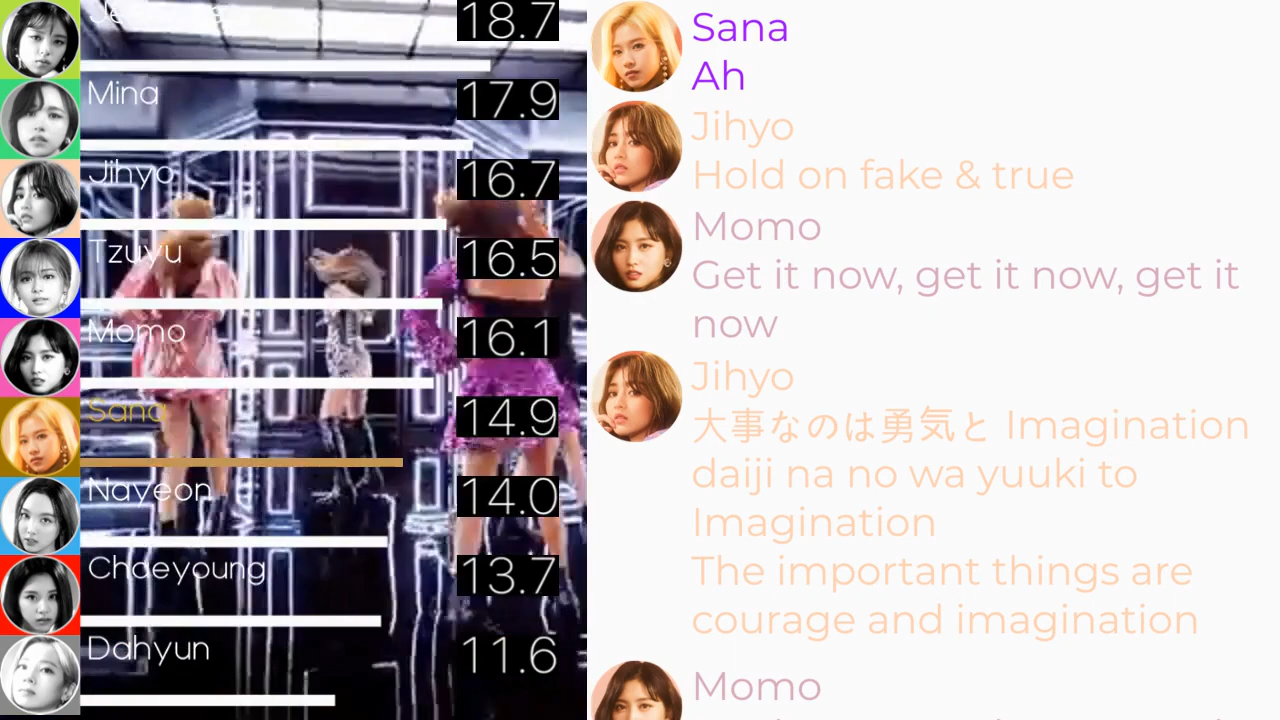 18.7
Mina
17.9
Jihyo
16.7
Tzuyu
16.5
Momo
16.1
Sana
14.9
Nayeon
14.0
Chaeyoung
13.7
Dahyun
11.6
Sana
Ah
Jihyo
Hold on fake & true
Momo
Get it now, get it now, get it
now
Jihyo
大事なのは勇気と Imagination
daiji na no wa yuuki to
Imagination
The important things are
courage and imagination
Momo